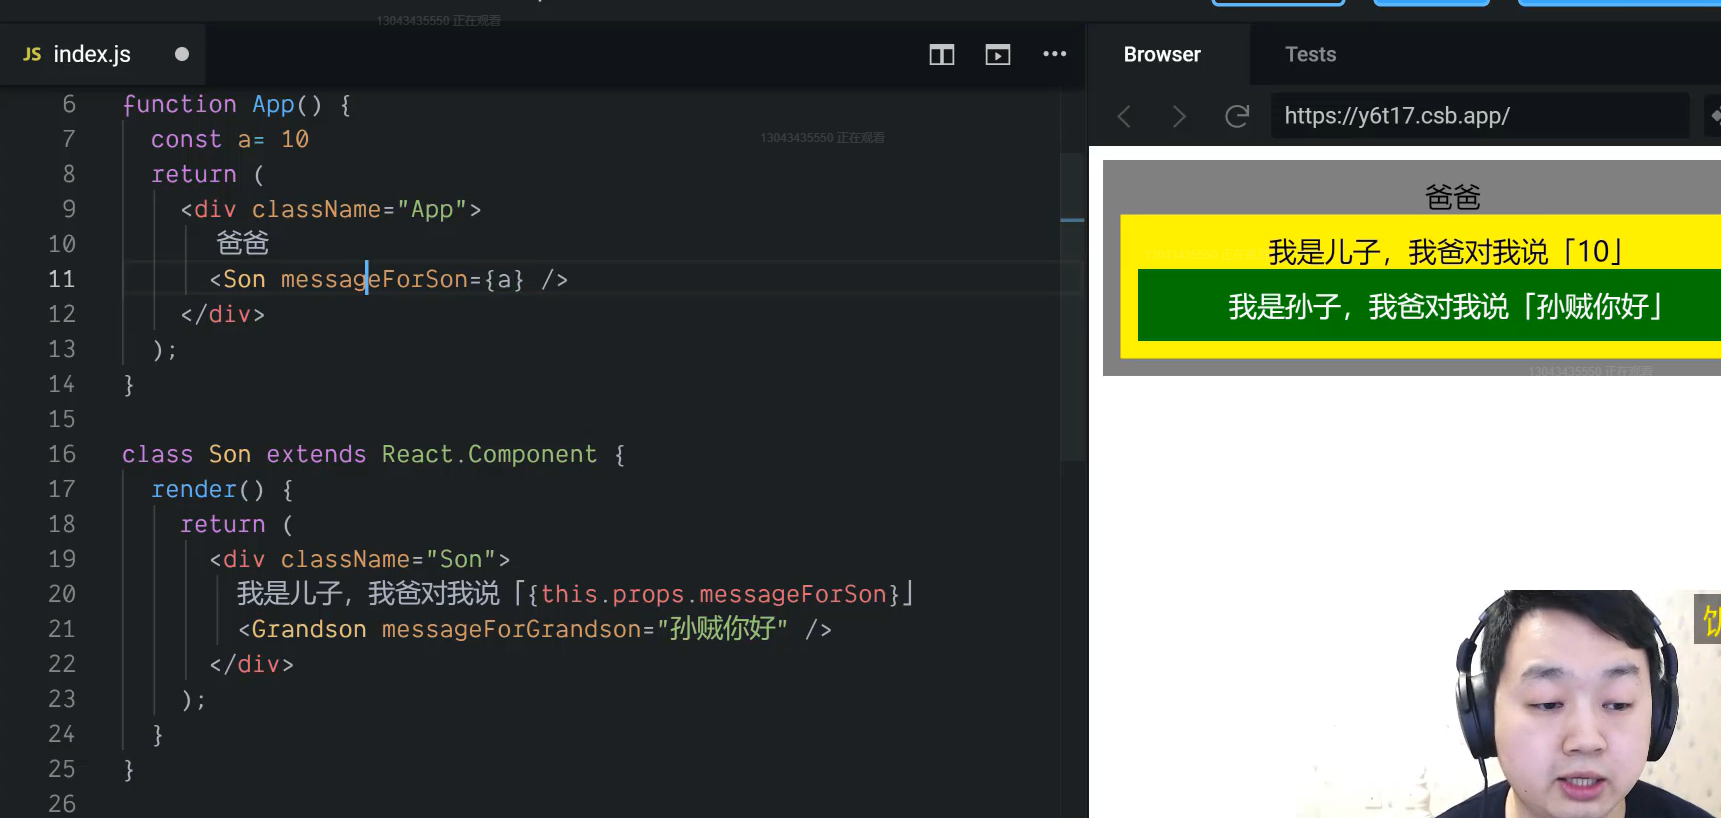 13043435550 正在观看
JS index.js
Browser
Tests
https://y6t17.csb.app/
6 function App() {
7 const a= 10
13043435550 正在观看
8 return (
9 <div className="App">
10 爸爸
11 <Son messageForSon={a} />
12 </div>
13 );
14 }
15
16 class Son extends React.Component {
17 render() {
18 return (
19 <div className="Son">
20 我是儿子，我爸对我说「{this.props.messageForSon}」
21 <Grandson messageForGrandson="孙贼你好" />
22 </div>
23 );
24 }
25 }
26
爸爸
我是儿子，我爸对我说「10」
我是孙子，我爸对我说「孙贼你好」
13043435550 正在观看